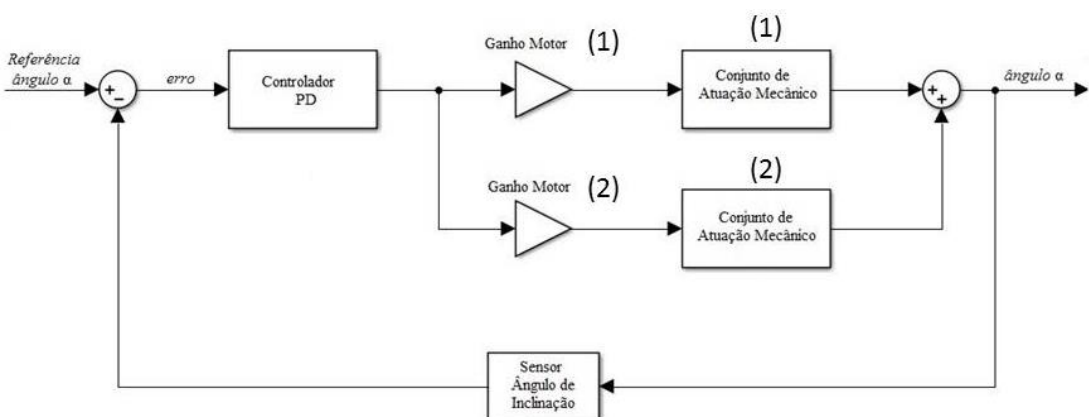 Referência
ângulo α
+
−
erro
Controlador
PD
Ganho Motor
(1)
(1)
Conjunto de
Atuação Mecânico
+
+
ângulo α
Ganho Motor
(2)
(2)
Conjunto de
Atuação Mecânico
Sensor
Ângulo de
Inclinação